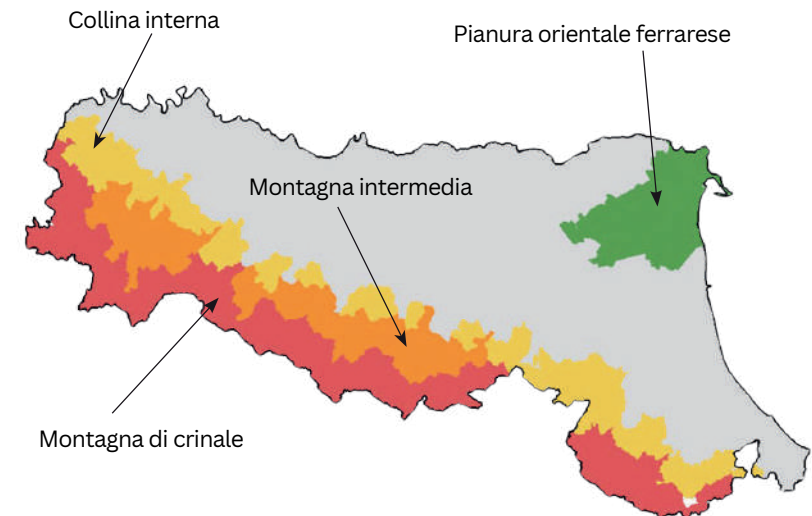 Collina interna
Pianura orientale ferrarese
Montagna intermedia
Montagna di crinale